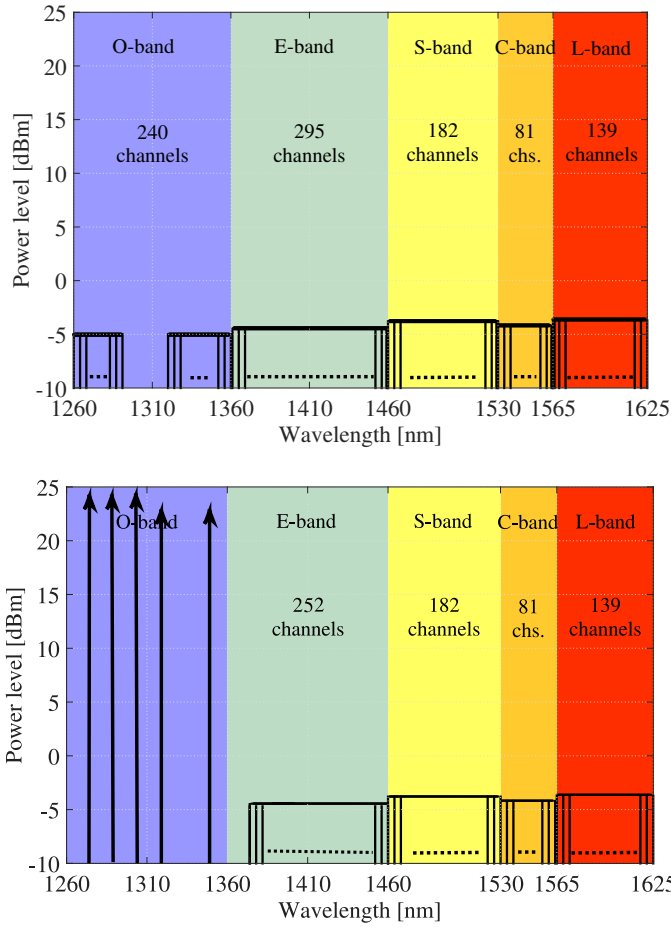 25
20
15
10
5
0
-5
-10
Power level [dBm]
O-band E-band S-band C-band L-band
240 295 182 81 139
channels channels channels chs. channels
1260 1310 1360 1410 1460 1530 1565 1625
Wavelength [nm]
25
20
15
10
5
0
-5
-10
Power level [dBm]
O-band E-band S-band C-band L-band
252 182 81 139
channels channels chs. channels
1260 1310 1360 1410 1460 1530 1565 1625
Wavelength [nm]